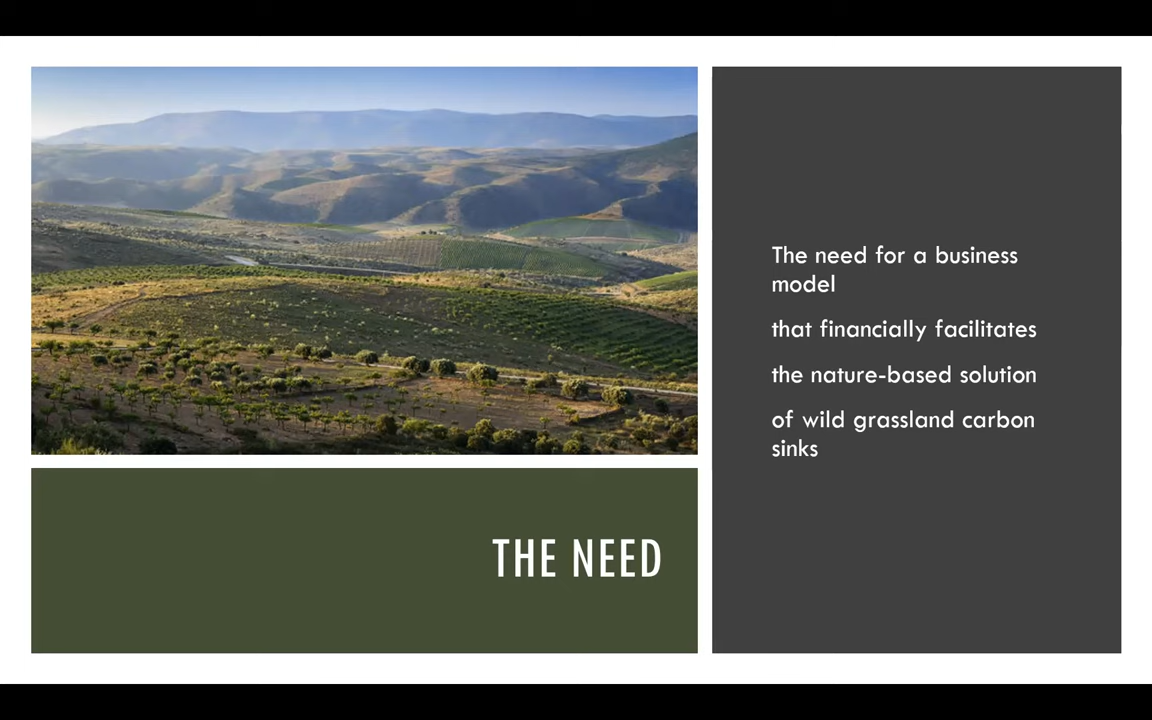 The need for a business
model
that financially facilitates
the nature-based solution
of wild grassland carbon
sinks
THE NEED